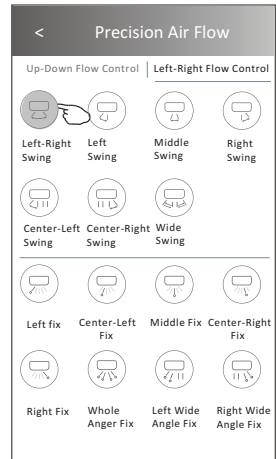 < Precision Air Flow
Up-Down Flow Control Left-Right Flow Control
Left-Right Left Middle Right
Swing Swing Swing Swing
Center-Left Center-Right Wide
Swing Swing Swing
Left fix Center-Left Middle Fix Center-Right
Fix Fix
Right Fix Whole Left Wide Right Wide
Anger Fix Angle Fix Angle Fix